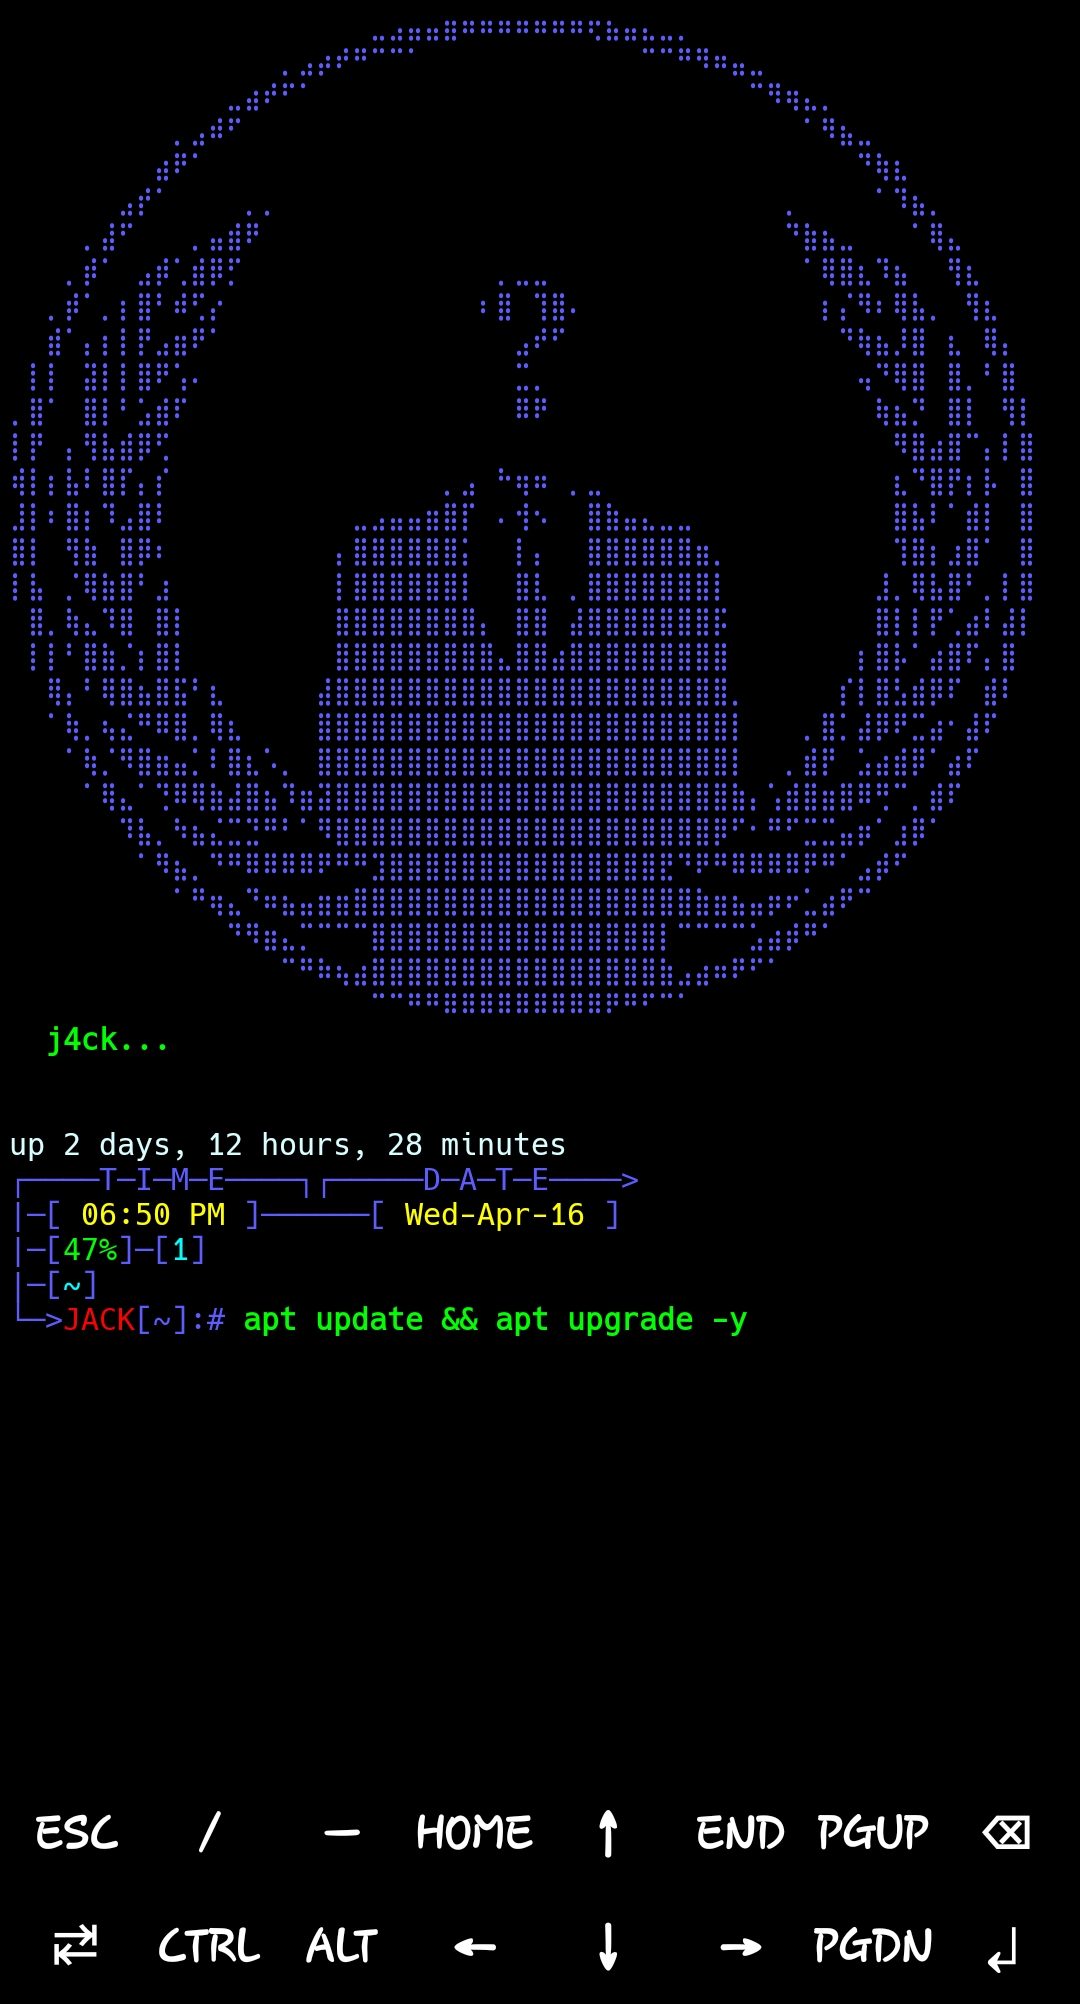 ?
j4ck...
up 2 days, 12 hours, 28 minutes
┌─────T─I─M─E─────┐┌──────D─A─T─E────>
|─[ 06:50 PM ]──────[ Wed-Apr-16 ]
|─[47%]─[1]
|─[~]
└─>JACK[~]:# apt update && apt upgrade -y
ESC / — HOME ↑ END PGUP ⌫
↹ CTRL ALT ← ↓ → PGDN ↲